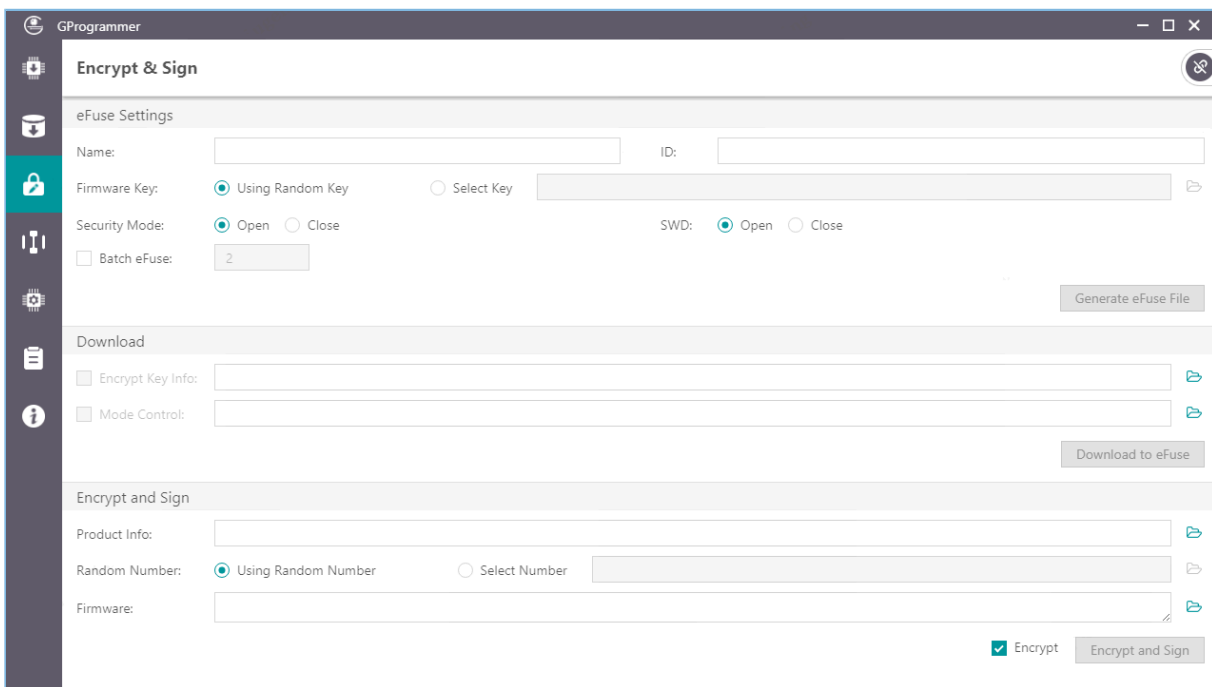 GProgrammer
Encrypt & Sign
eFuse Settings
Name: ID:
Firmware Key: Using Random Key Select Key
Security Mode: Open Close SWD: Open Close
Batch eFuse: 2
Generate eFuse File
Download
Encrypt Key Info:
Mode Control:
Download to eFuse
Encrypt and Sign
Product Info:
Random Number: Using Random Number Select Number
Firmware:
Encrypt Encrypt and Sign